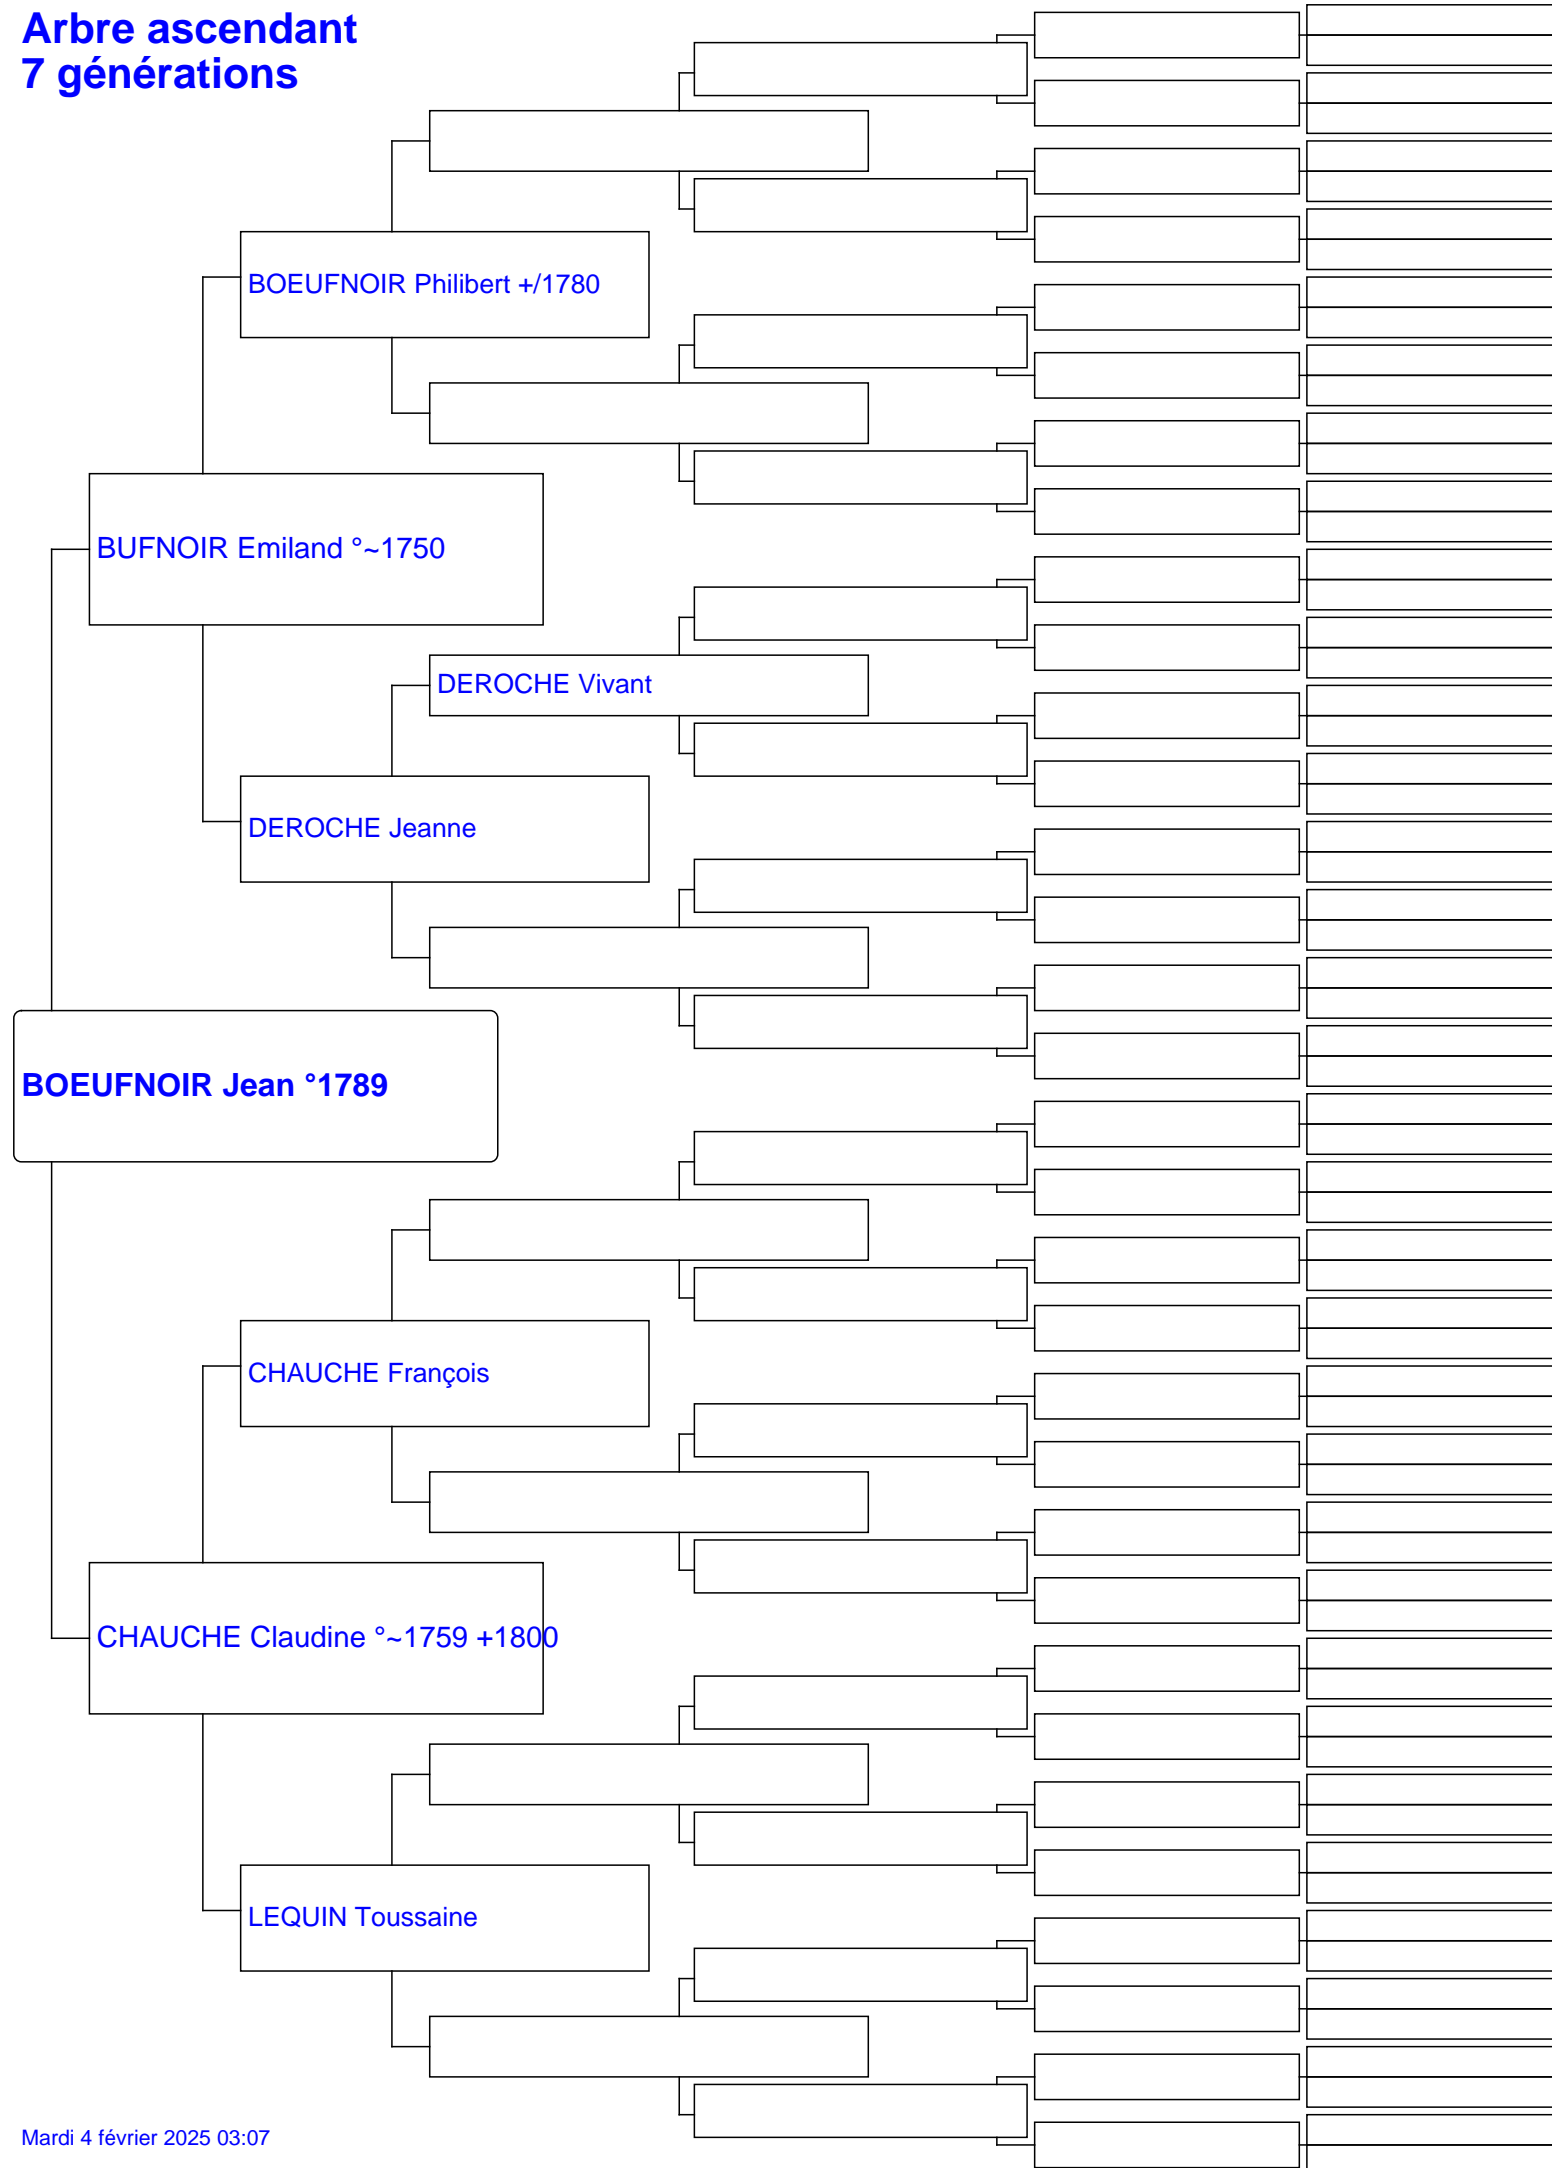 Arbre ascendant
7 générations
BOEUFNOIR Philibert +/1780
BUFNOIR Emiland °~1750
DEROCHE Vivant
DEROCHE Jeanne
BOEUFNOIR Jean °1789
CHAUCHE François
CHAUCHE Claudine °~1759 +1800
LEQUIN Toussaine
Mardi 4 février 2025 03:07